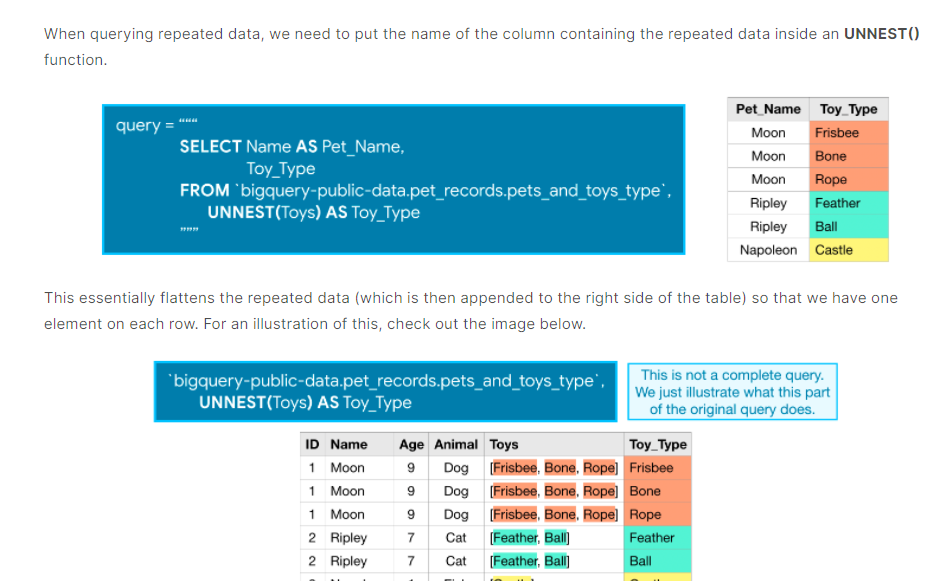 When querying repeated data, we need to put the name of the column containing the repeated data inside an UNNEST()
function.
query = """
SELECT Name AS Pet_Name,
Toy_Type
FROM `bigquery-public-data.pet_records.pets_and_toys_type`,
UNNEST(Toys) AS Toy_Type
"""
Pet_Name Toy_Type
Moon Frisbee
Moon Bone
Moon Rope
Ripley Feather
Ripley Ball
Napoleon Castle
This essentially flattens the repeated data (which is then appended to the right side of the table) so that we have one
element on each row. For an illustration of this, check out the image below.
`bigquery-public-data.pet_records.pets_and_toys_type`,
UNNEST(Toys) AS Toy_Type
This is not a complete query.
We just illustrate what this part
of the original query does.
ID Name Age Animal Toys Toy_Type
1 Moon 9 Dog [Frisbee, Bone, Rope] Frisbee
1 Moon 9 Dog [Frisbee, Bone, Rope] Bone
1 Moon 9 Dog [Frisbee, Bone, Rope] Rope
2 Ripley 7 Cat [Feather, Ball] Feather
2 Ripley 7 Cat [Feather, Ball] Ball